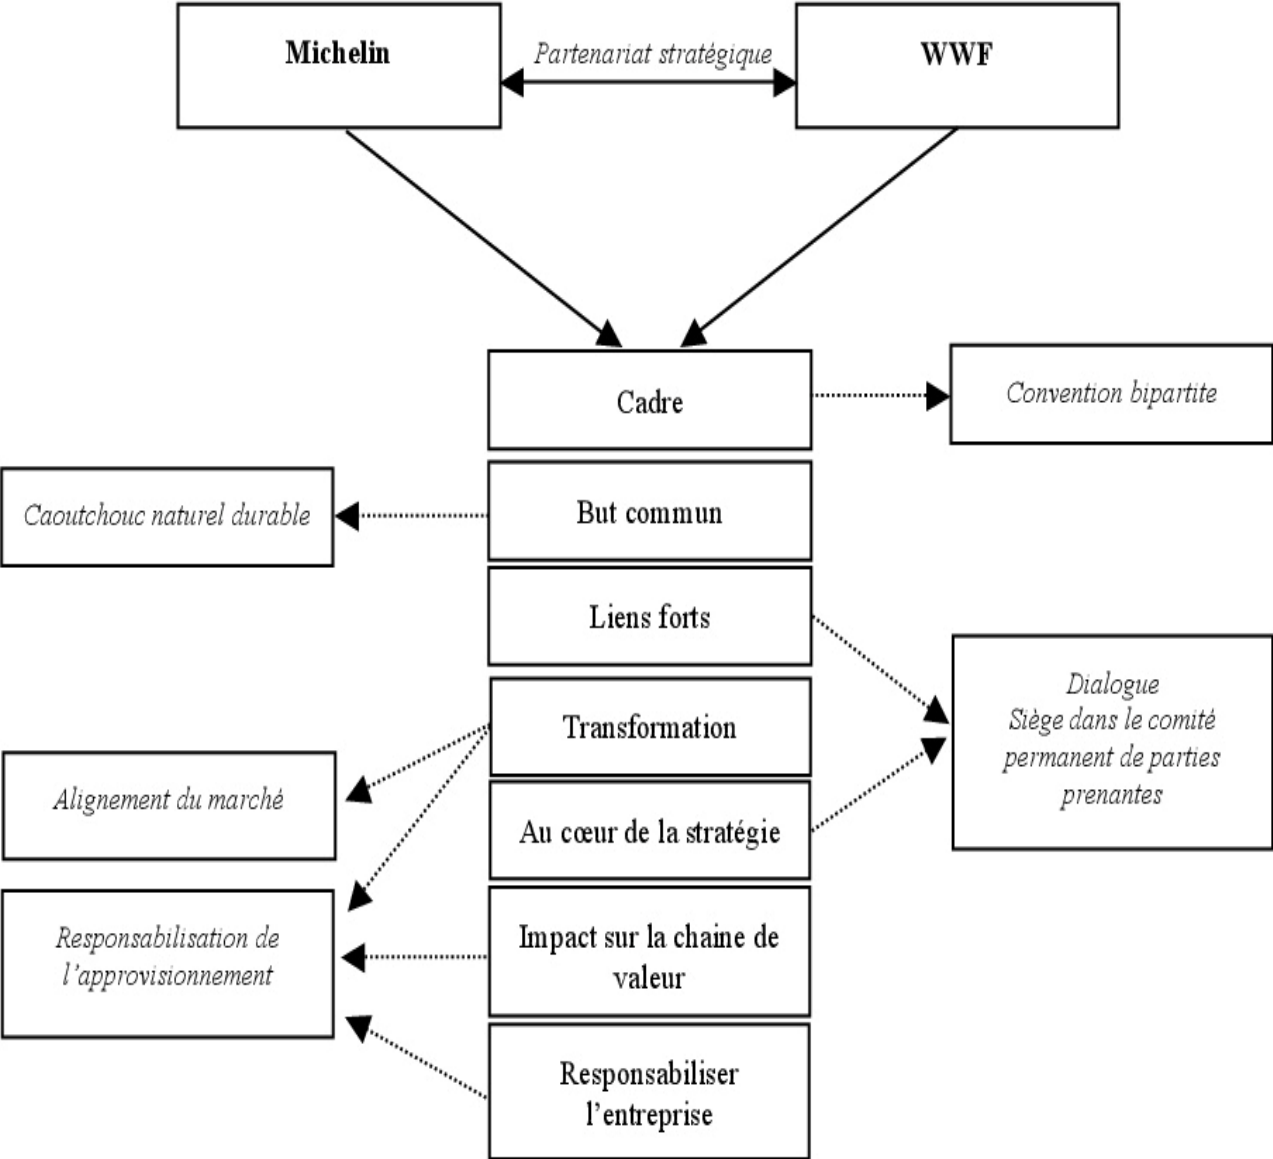 Michelin
Partenariat stratégique
WWF
Cadre
Convention bipartite
But commun
Caoutchouc naturel durable
Liens forts
Dialogue
Siège dans le comité
permanent de parties
prenantes
Transformation
Alignement du marché
Au cœur de la stratégie
Responsabilisation de
l’approvisionnement
Impact sur la chaine de
valeur
Responsabiliser
l’entreprise